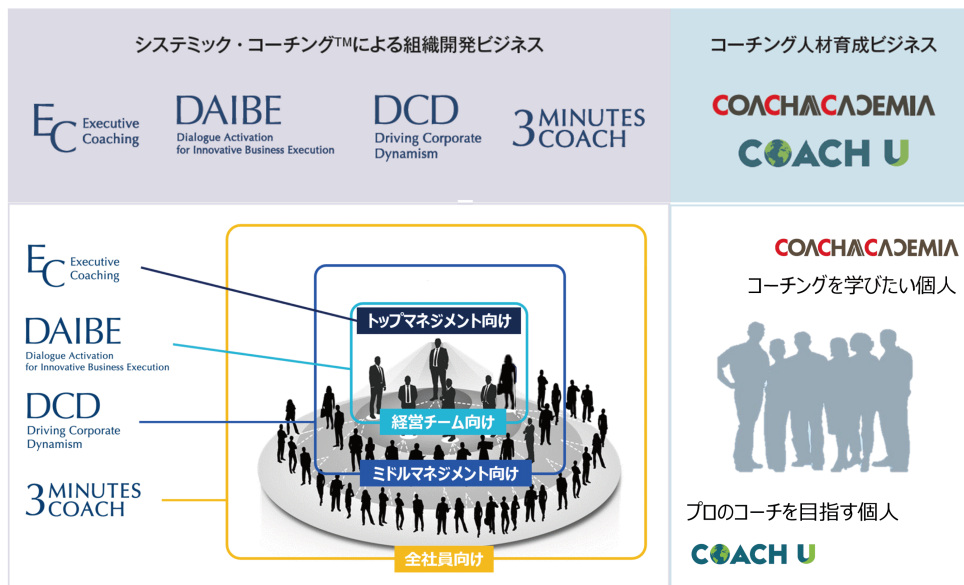 システミック・コーチング™による組織開発ビジネス
EC Executive
Coaching
DAIBE
Dialogue Activation
for Innovative Business Execution
DCD
Driving Corporate
Dynamism
3 MINUTES
COACH
コーチング人材育成ビジネス
COACH ACADEMIA
COACH U
EC Executive
Coaching
DAIBE
Dialogue Activation
for Innovative Business Execution
DCD
Driving Corporate
Dynamism
3 MINUTES
COACH
トップマネジメント向け
経営チーム向け
ミドルマネジメント向け
全社員向け
COACH ACADEMIA
コーチングを学びたい個人
プロのコーチを目指す個人
COACH U